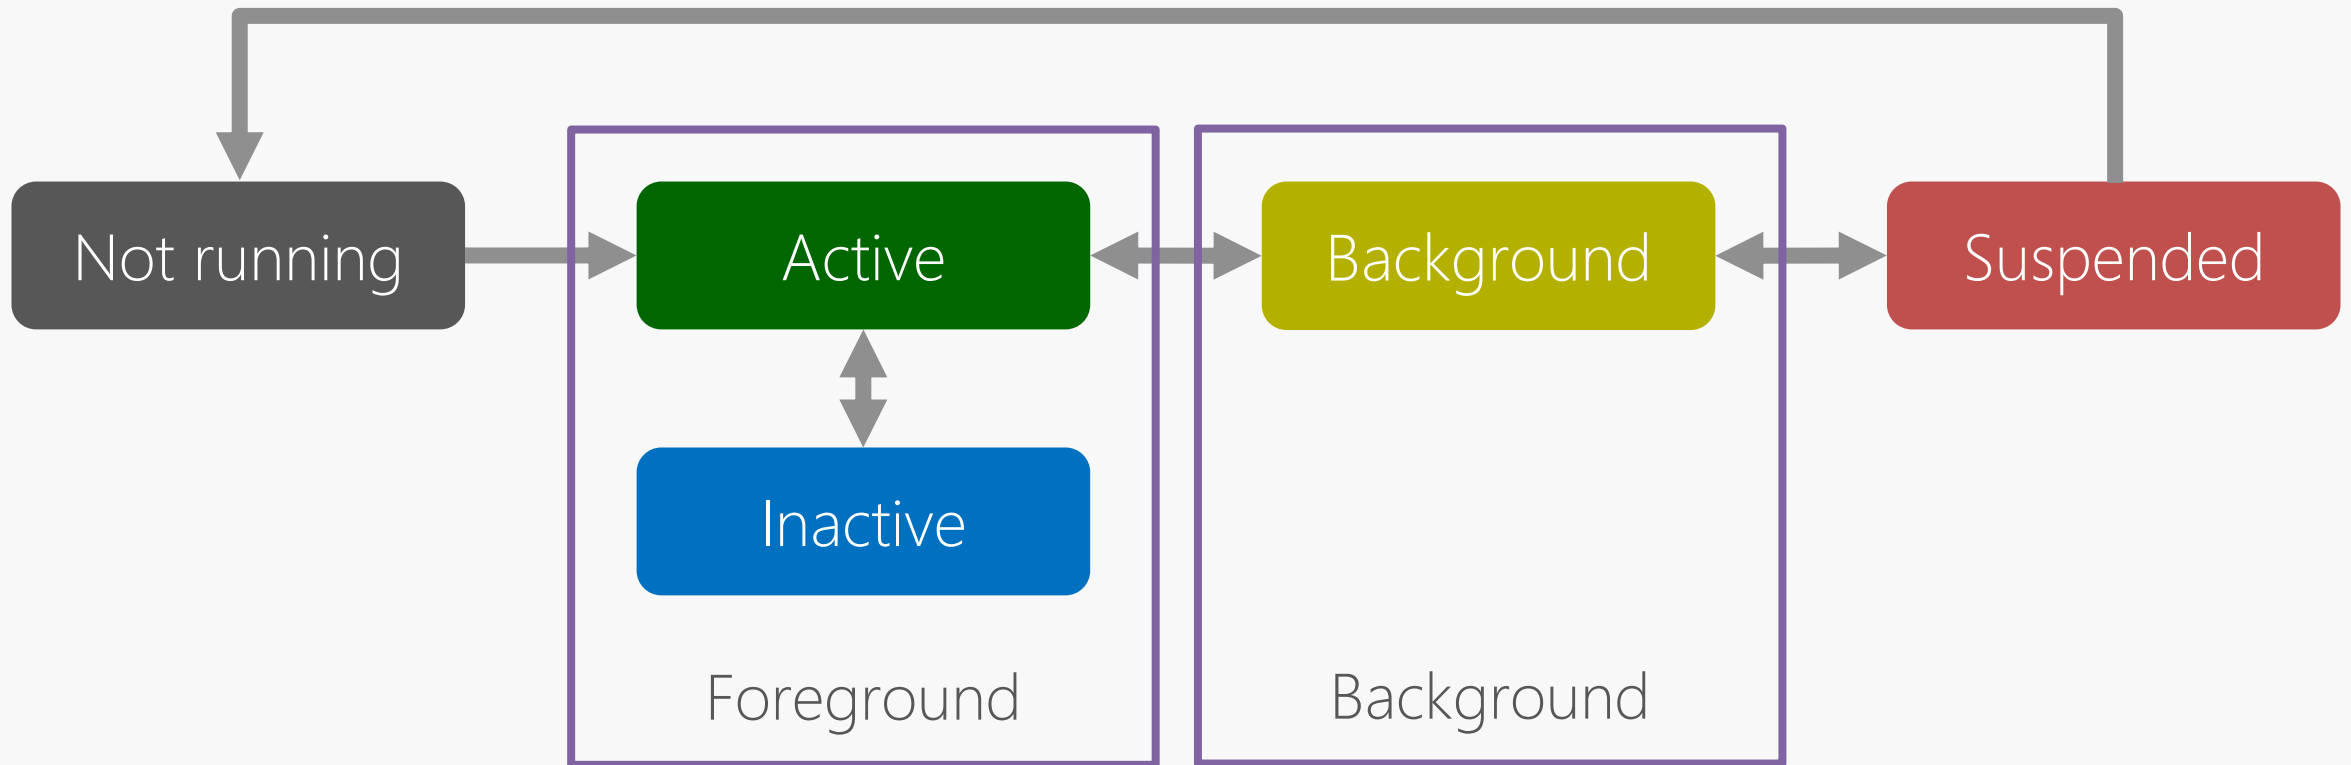 Not running
Active
Background
Suspended
Inactive
Foreground
Background